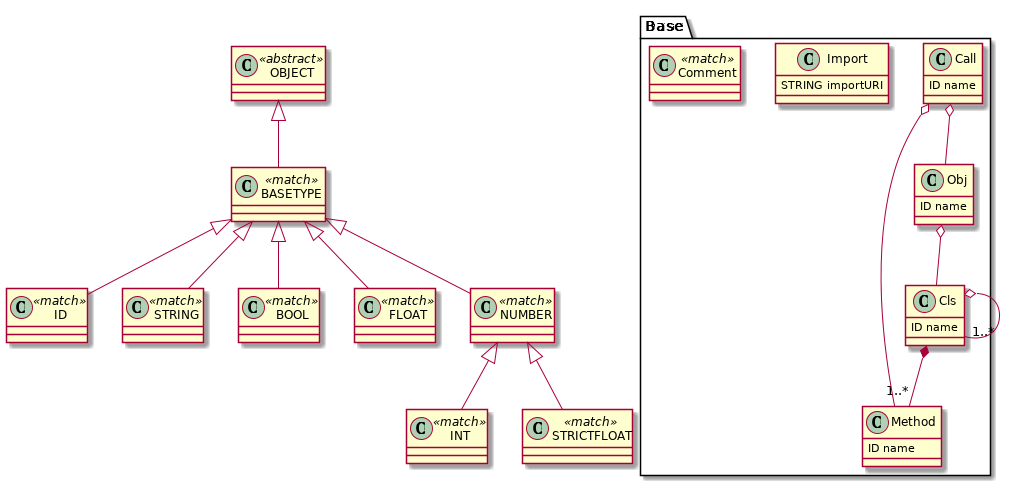 Base
C «abstract» OBJECT
C «match» Comment
C Import
STRING importURI
C Call
ID name
C «match» BASETYPE
C Obj
ID name
C «match» ID
C «match» STRING
C «match» BOOL
C «match» FLOAT
C «match» NUMBER
C Cls
ID name
1..*
1..*
C «match» INT
C «match» STRICTFLOAT
C Method
ID name